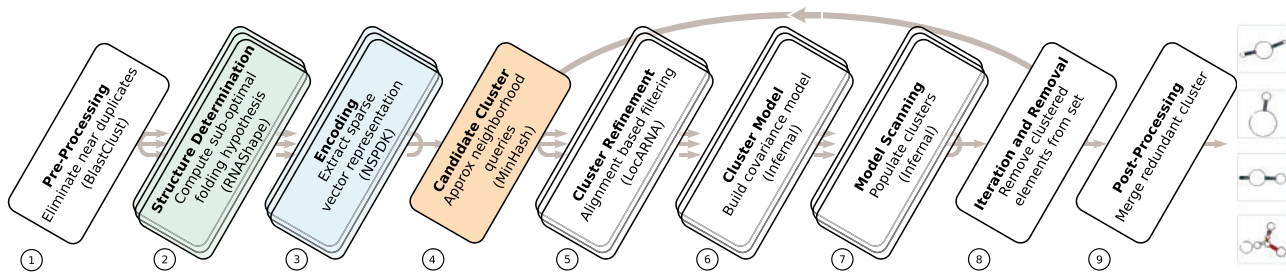 Pre-Processing
Eliminate near duplicates
(BlastClust)
Structure Determination
Compute sub-optimal
folding hypothesis
(RNAShape)
Encoding
Extract sparse
vector representation
(NSPDK)
Candidate Cluster
Approx neighborhood
queries
(MinHash)
Cluster Refinement
Alignment based filtering
(LoCARNA)
Cluster Model
Build covariance model
(Infernal)
Model Scanning
Populate clusters
(Infernal)
Iteration and Removal
Remove clustered
elements from set
Post-Processing
Merge redundant cluster
1
2
3
4
5
6
7
8
9